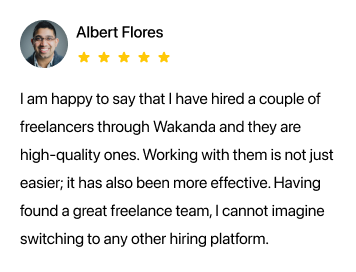 Albert Flores
I am happy to say that I have hired a couple of
freelancers through Wakanda and they are
high-quality ones. Working with them is not just
easier; it has also been more effective. Having
found a great freelance team, I cannot imagine
switching to any other hiring platform.